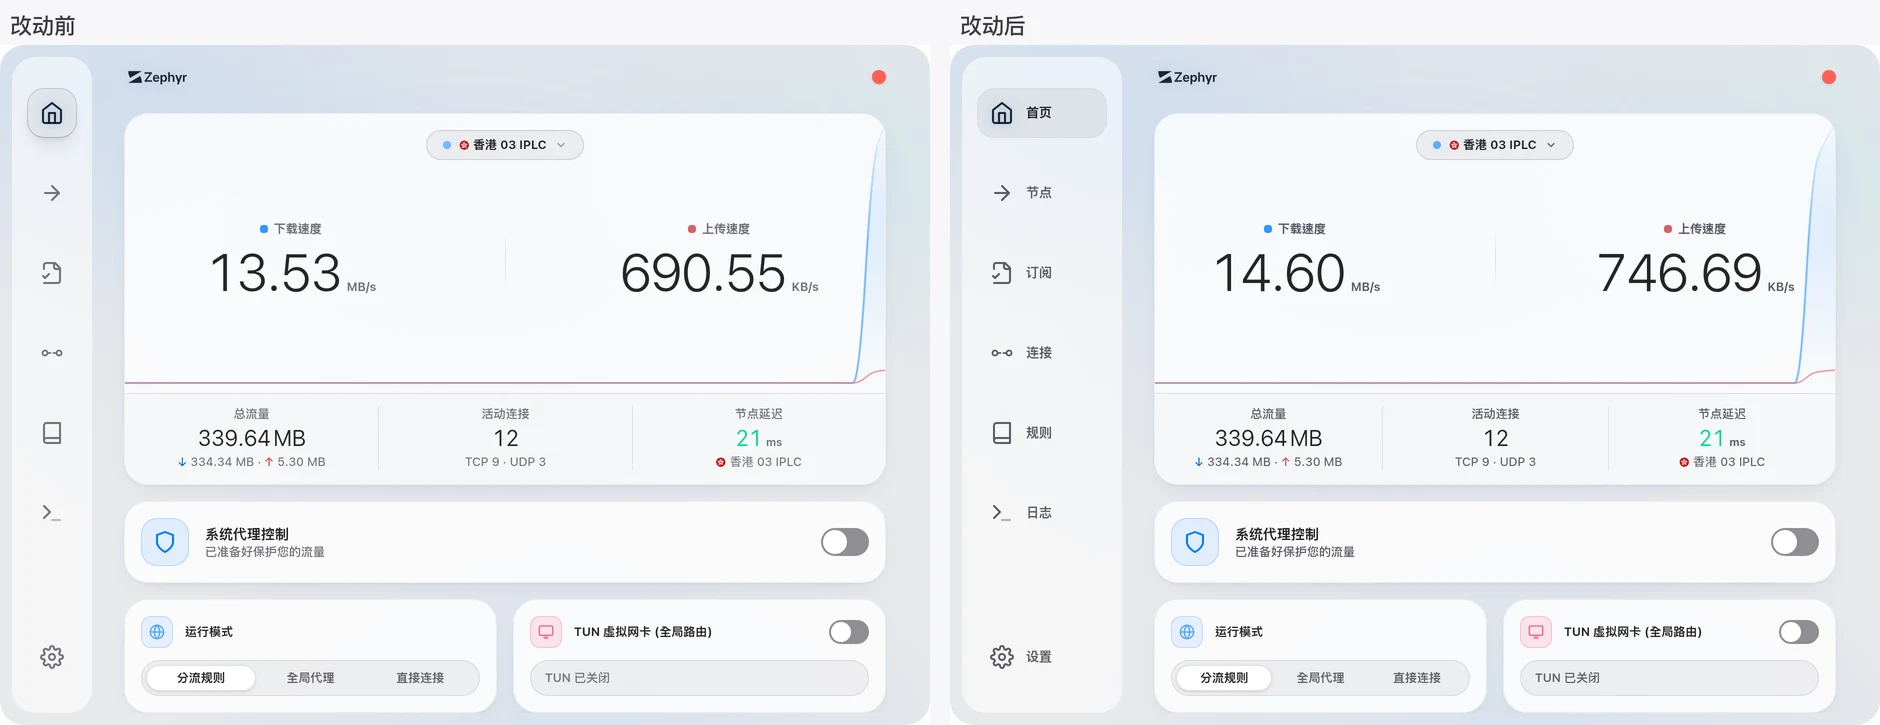 改动前
Zephyr
香港 03 IPLC
下载速度
13.53 MB/s
上传速度
690.55 KB/s
总流量
339.64 MB
↓ 334.34 MB · ↑ 5.30 MB
活动连接
12
TCP 9 · UDP 3
节点延迟
21 ms
香港 03 IPLC
系统代理控制
已准备好保护您的流量
运行模式
分流规则
全局代理
直接连接
TUN 虚拟网卡 (全局路由)
TUN 已关闭
改动后
首页
节点
订阅
连接
规则
日志
设置
Zephyr
香港 03 IPLC
下载速度
14.60 MB/s
上传速度
746.69 KB/s
总流量
339.64 MB
↓ 334.34 MB · ↑ 5.30 MB
活动连接
12
TCP 9 · UDP 3
节点延迟
21 ms
香港 03 IPLC
系统代理控制
已准备好保护您的流量
运行模式
分流规则
全局代理
直接连接
TUN 虚拟网卡 (全局路由)
TUN 已关闭